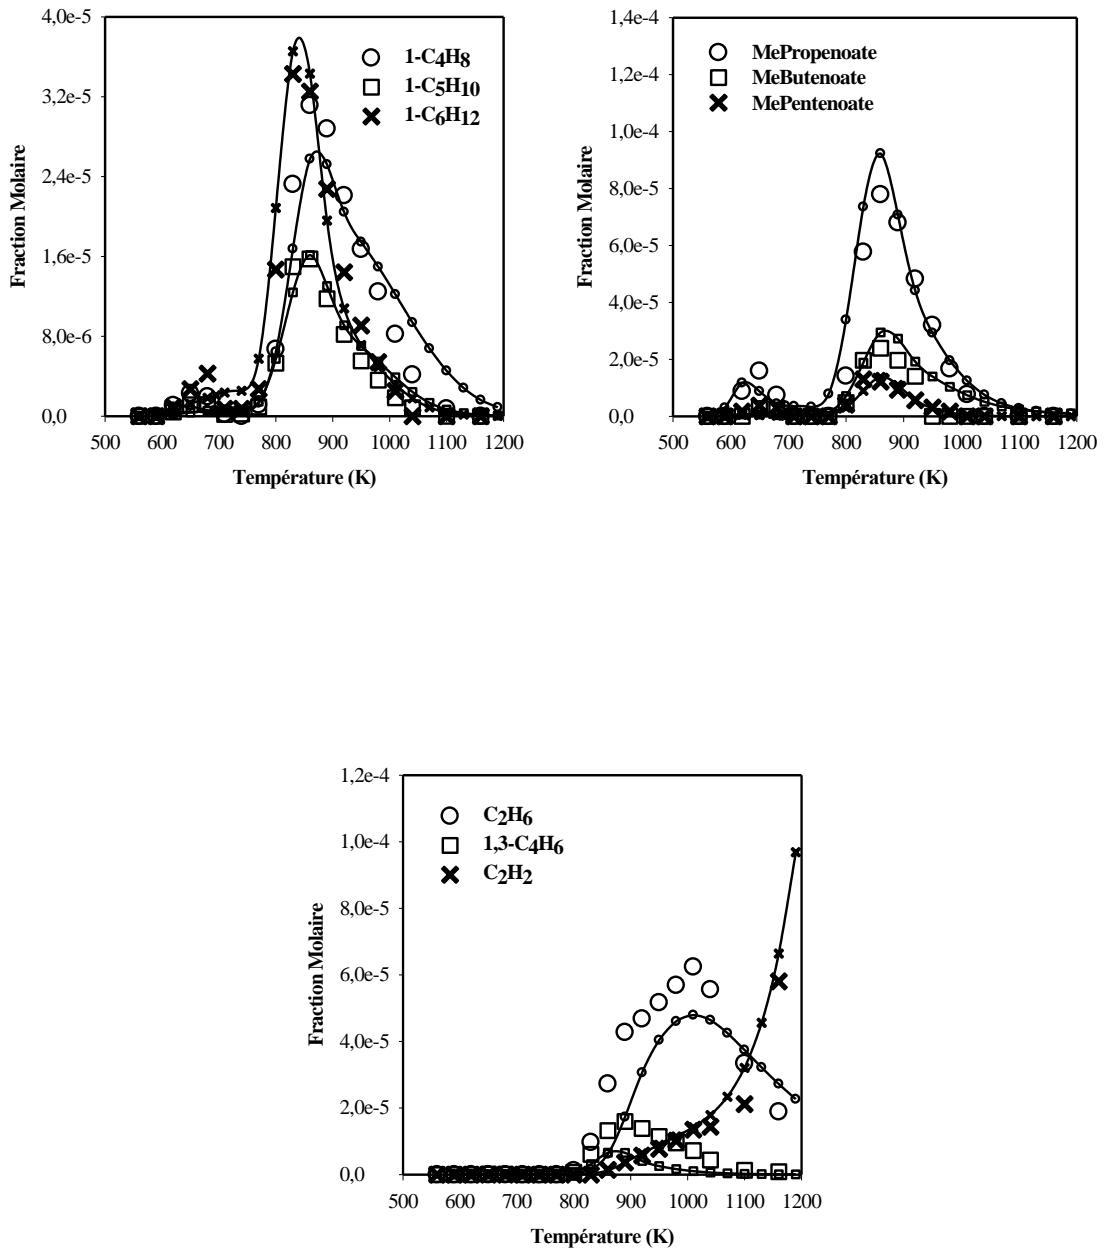 4,0e-5
3,2e-5
2,4e-5
1,6e-5
8,0e-6
0,0
500 600 700 800 900 1000 1100 1200
Fraction Molaire
Température (K)
1-C4H8
1-C5H10
1-C6H12
1,4e-4
1,2e-4
1,0e-4
8,0e-5
6,0e-5
4,0e-5
2,0e-5
0,0
500 600 700 800 900 1000 1100 1200
Fraction Molaire
Température (K)
MePropenoate
MeButenoate
MePentenoate
1,2e-4
1,0e-4
8,0e-5
6,0e-5
4,0e-5
2,0e-5
0,0
500 600 700 800 900 1000 1100 1200
Fraction Molaire
Température (K)
C2H6
1,3-C4H6
C2H2